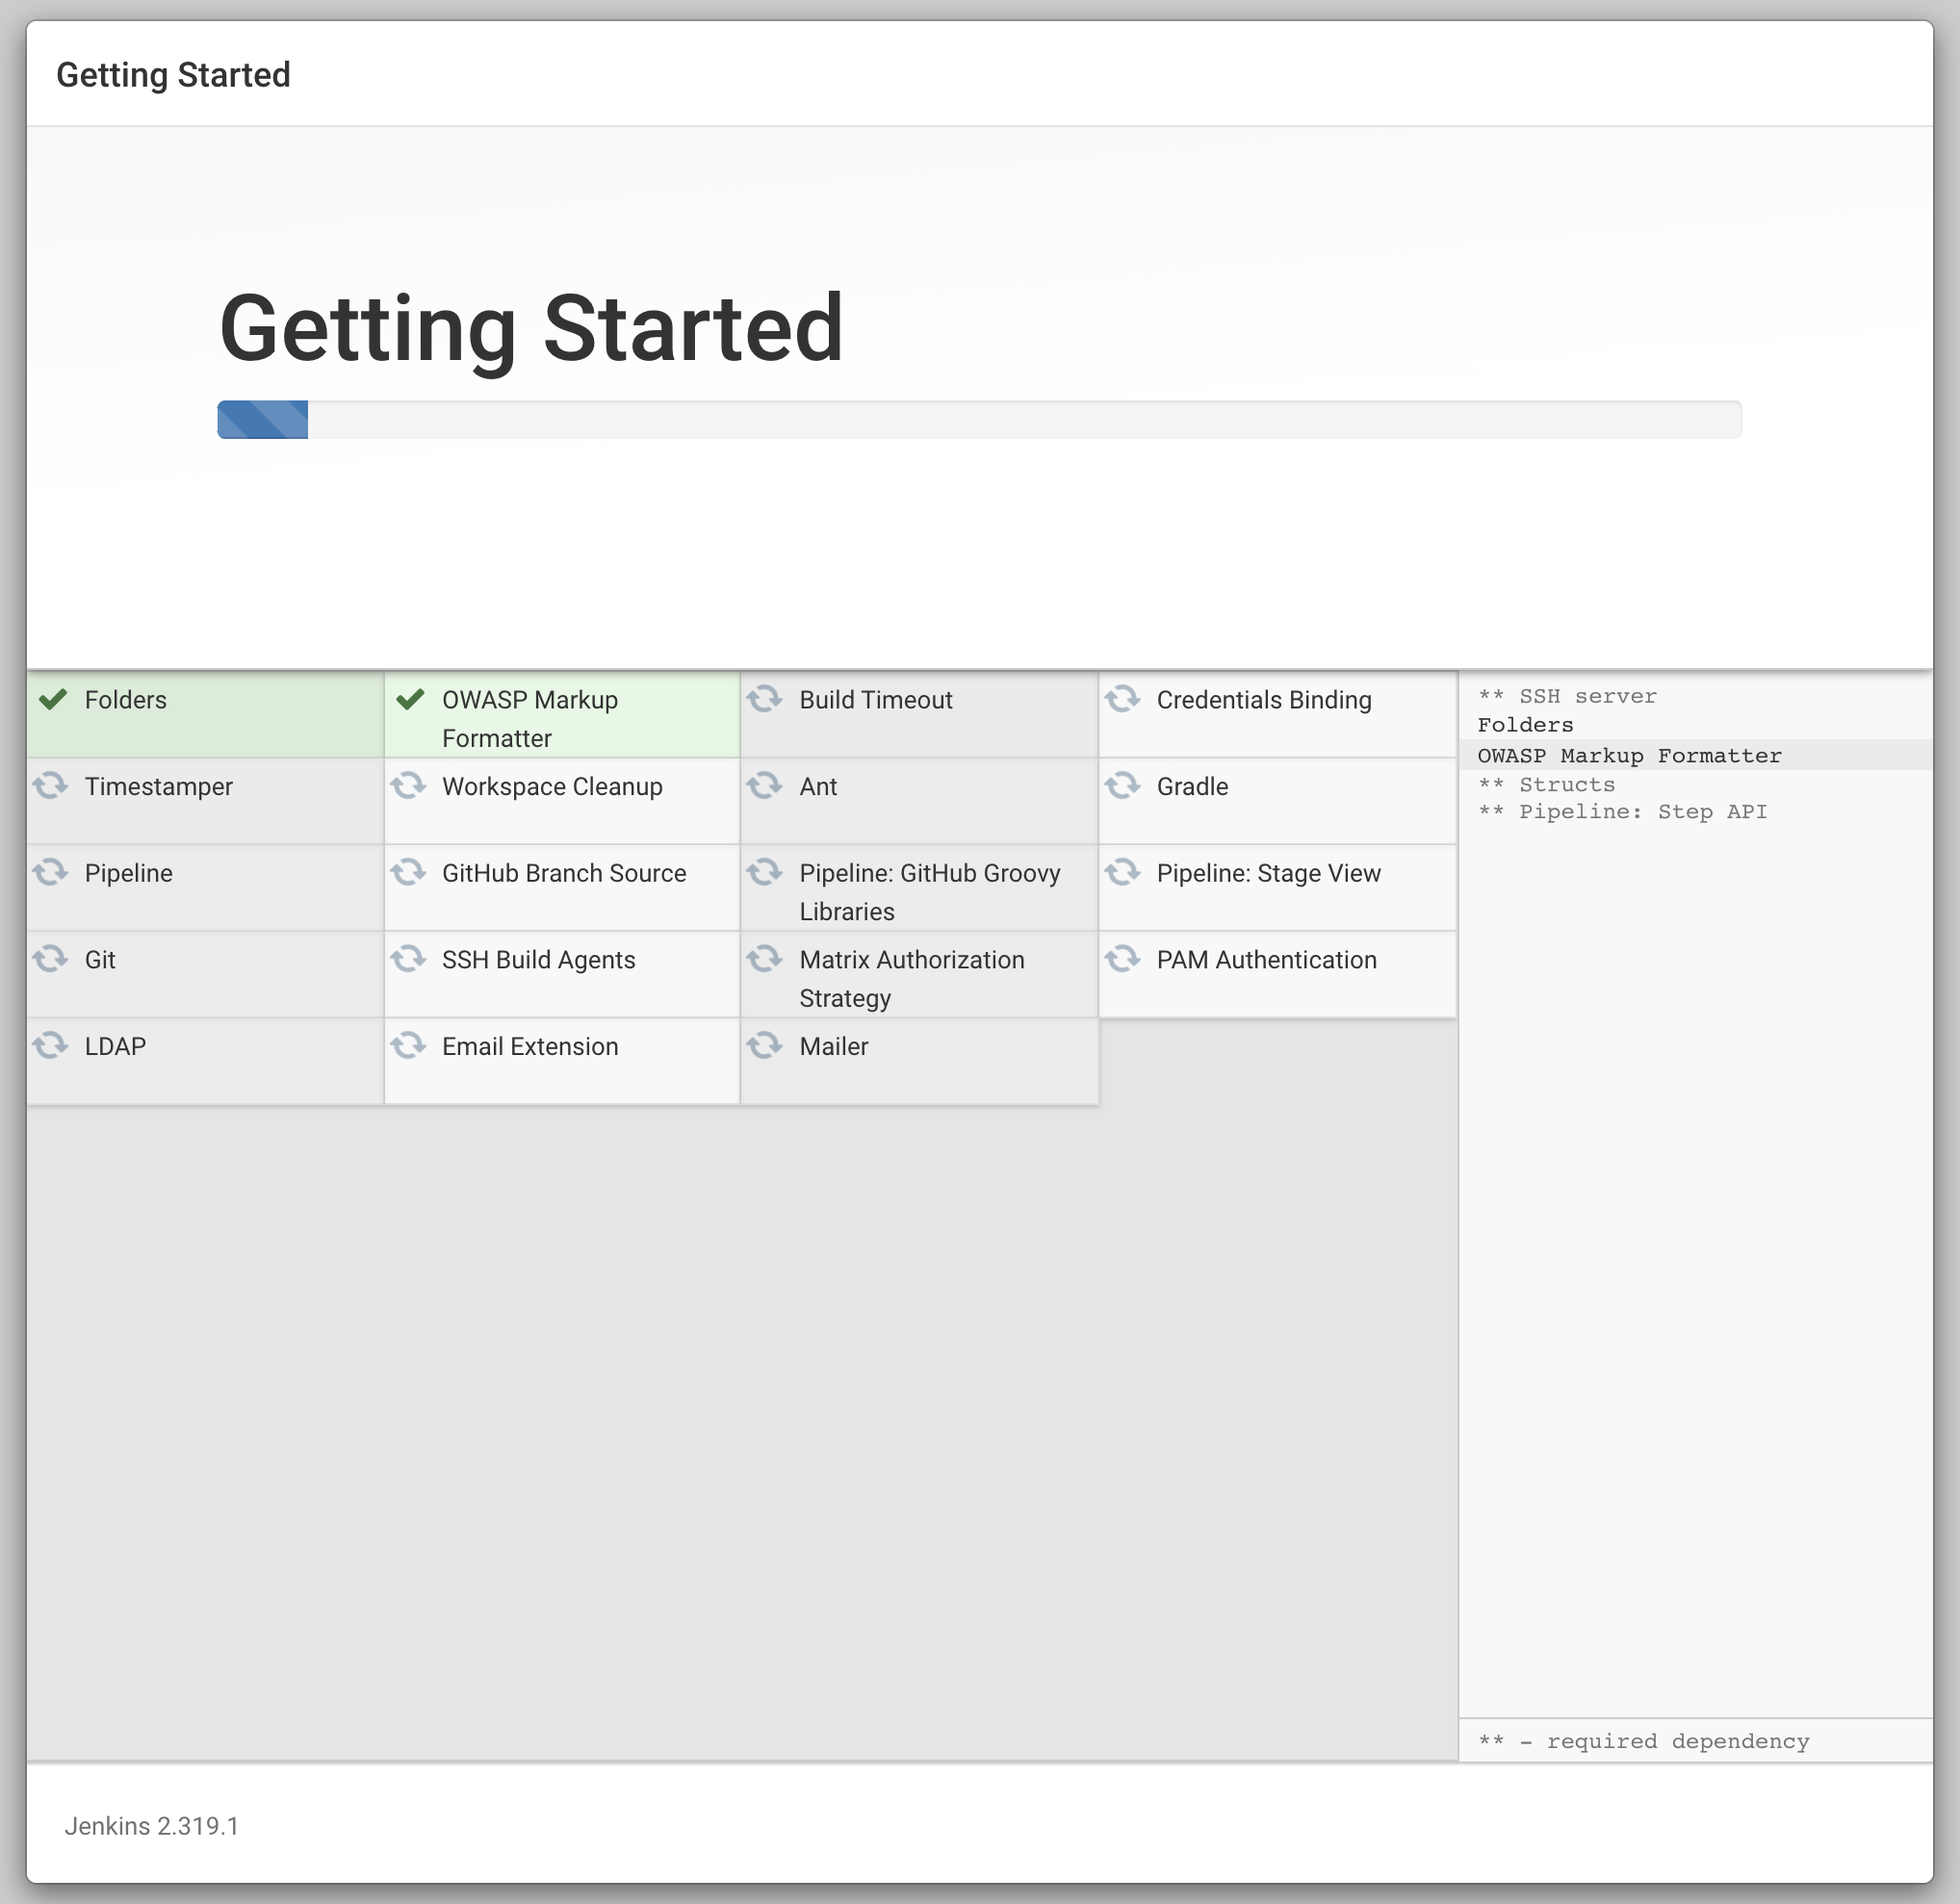 Getting Started
Getting Started
Folders
OWASP Markup
Formatter
Build Timeout
Credentials Binding
Timestamper
Workspace Cleanup
Ant
Gradle
Pipeline
GitHub Branch Source
Pipeline: GitHub Groovy
Libraries
Pipeline: Stage View
Git
SSH Build Agents
Matrix Authorization
Strategy
PAM Authentication
LDAP
Email Extension
Mailer
** SSH server
Folders
OWASP Markup Formatter
** Structs
** Pipeline: Step API
** - required dependency
Jenkins 2.319.1